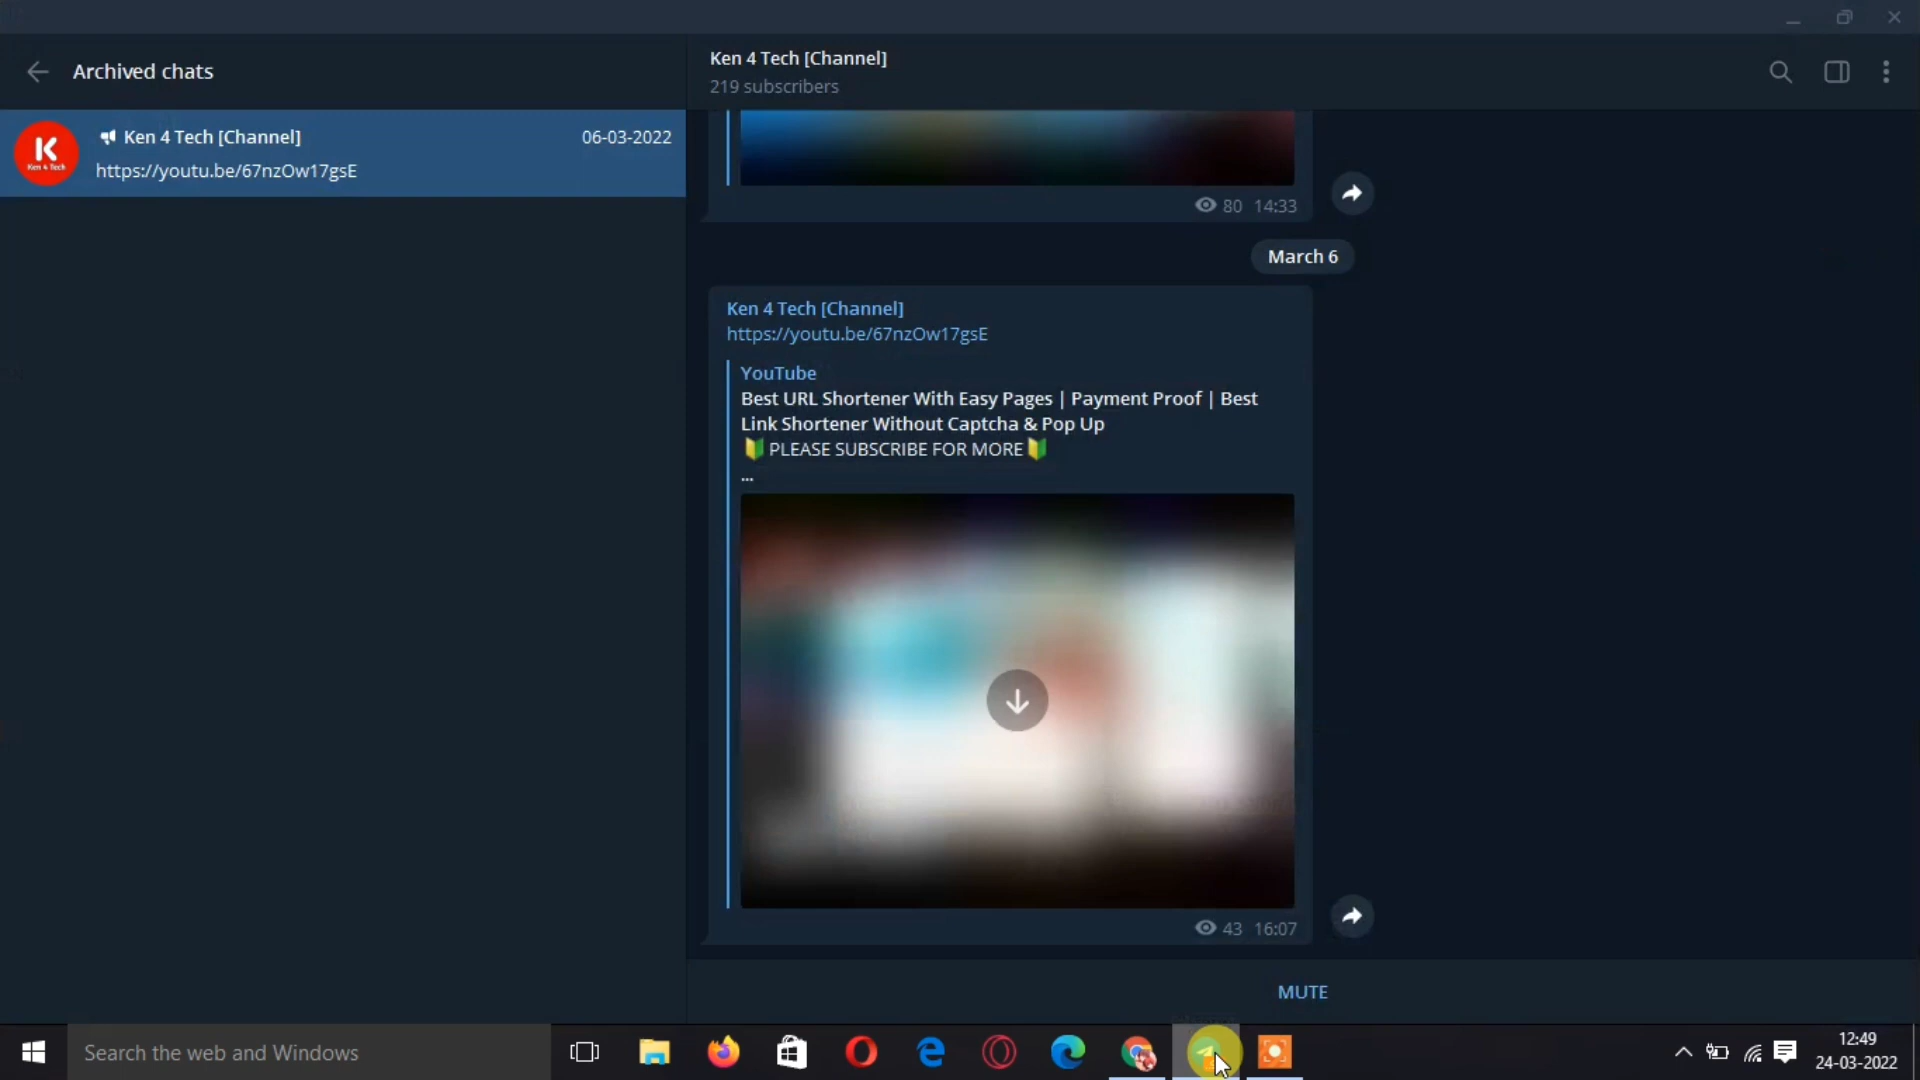 Archived chats
Ken 4 Tech [Channel]
219 subscribers
K
Ken 4 Tech
Ken 4 Tech [Channel]
06-03-2022
https://youtu.be/67nzOw17gsE
80 14:33
March 6
Ken 4 Tech [Channel]
https://youtu.be/67nzOw17gsE
YouTube
Best URL Shortener With Easy Pages | Payment Proof | Best
Link Shortener Without Captcha & Pop Up
🔰 PLEASE SUBSCRIBE FOR MORE 🔰
...
43 16:07
MUTE
Search the web and Windows
12:49
24-03-2022